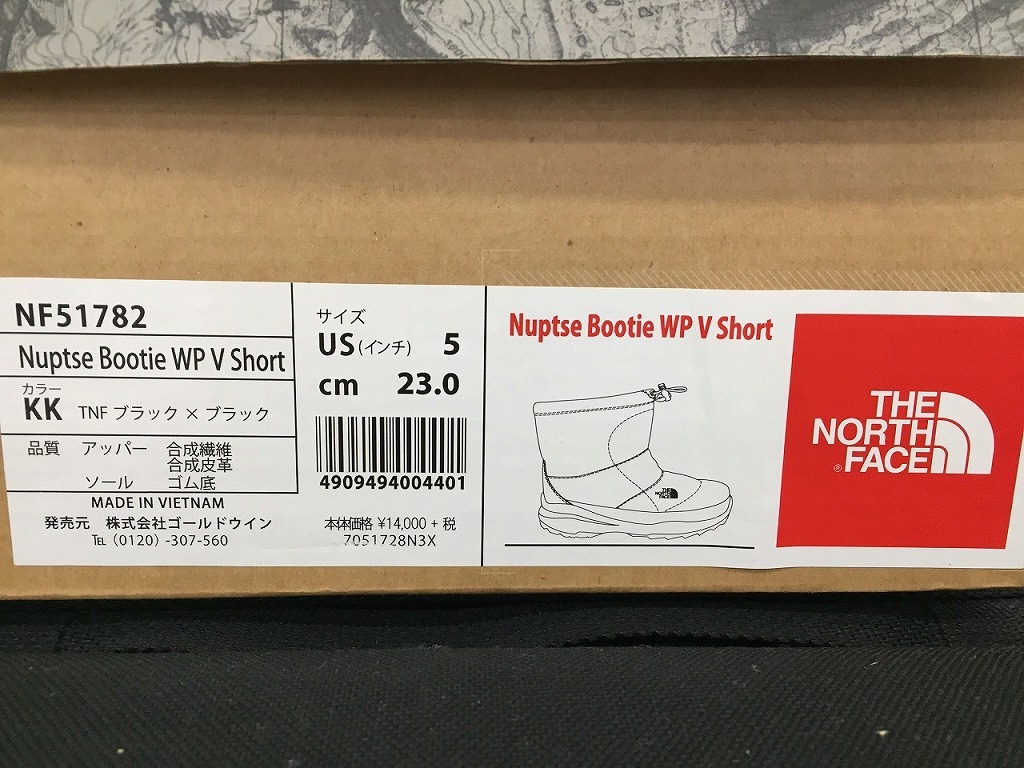 NF51782
Nuptse Bootie WP V Short
カラー
KK TNF ブラック × ブラック
品質 アッパー 合成繊維
合成皮革
ソール ゴム底
MADE IN VIETNAM
発売元 株式会社ゴールドウイン
TEL (0120) -307-560
サイズ
US (インチ) 5
cm 23.0
4909494004401
本体価格 ¥14,000 + 税
7051728N3X
Nuptse Bootie WP V Short
THE
NORTH
FACE
THE
NORTH
FACE
®